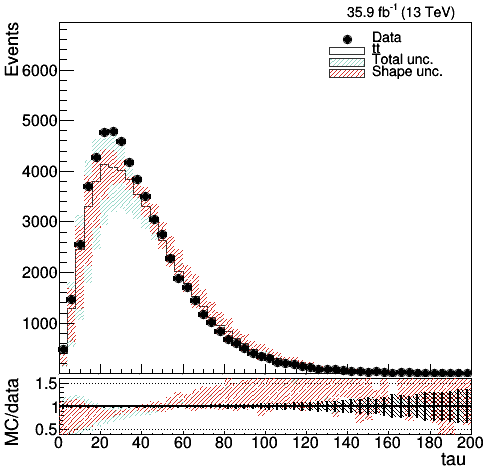 35.9 fb⁻¹ (13 TeV)
Events
Data
tt
Total unc.
Shape unc.
6000
5000
4000
3000
2000
1000
MC/data
1.5
1
0.5
0 20 40 60 80 100 120 140 160 180 200
tau